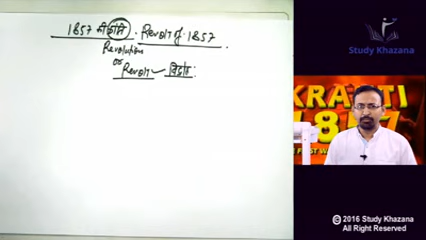 1857 की क्रांति . Revolt of 1857
Revolution
or
Revolt ✓ विद्रोह :
Study Khazana
KRANTI
1857
© 2016 Study Khazana
All Right Reserved